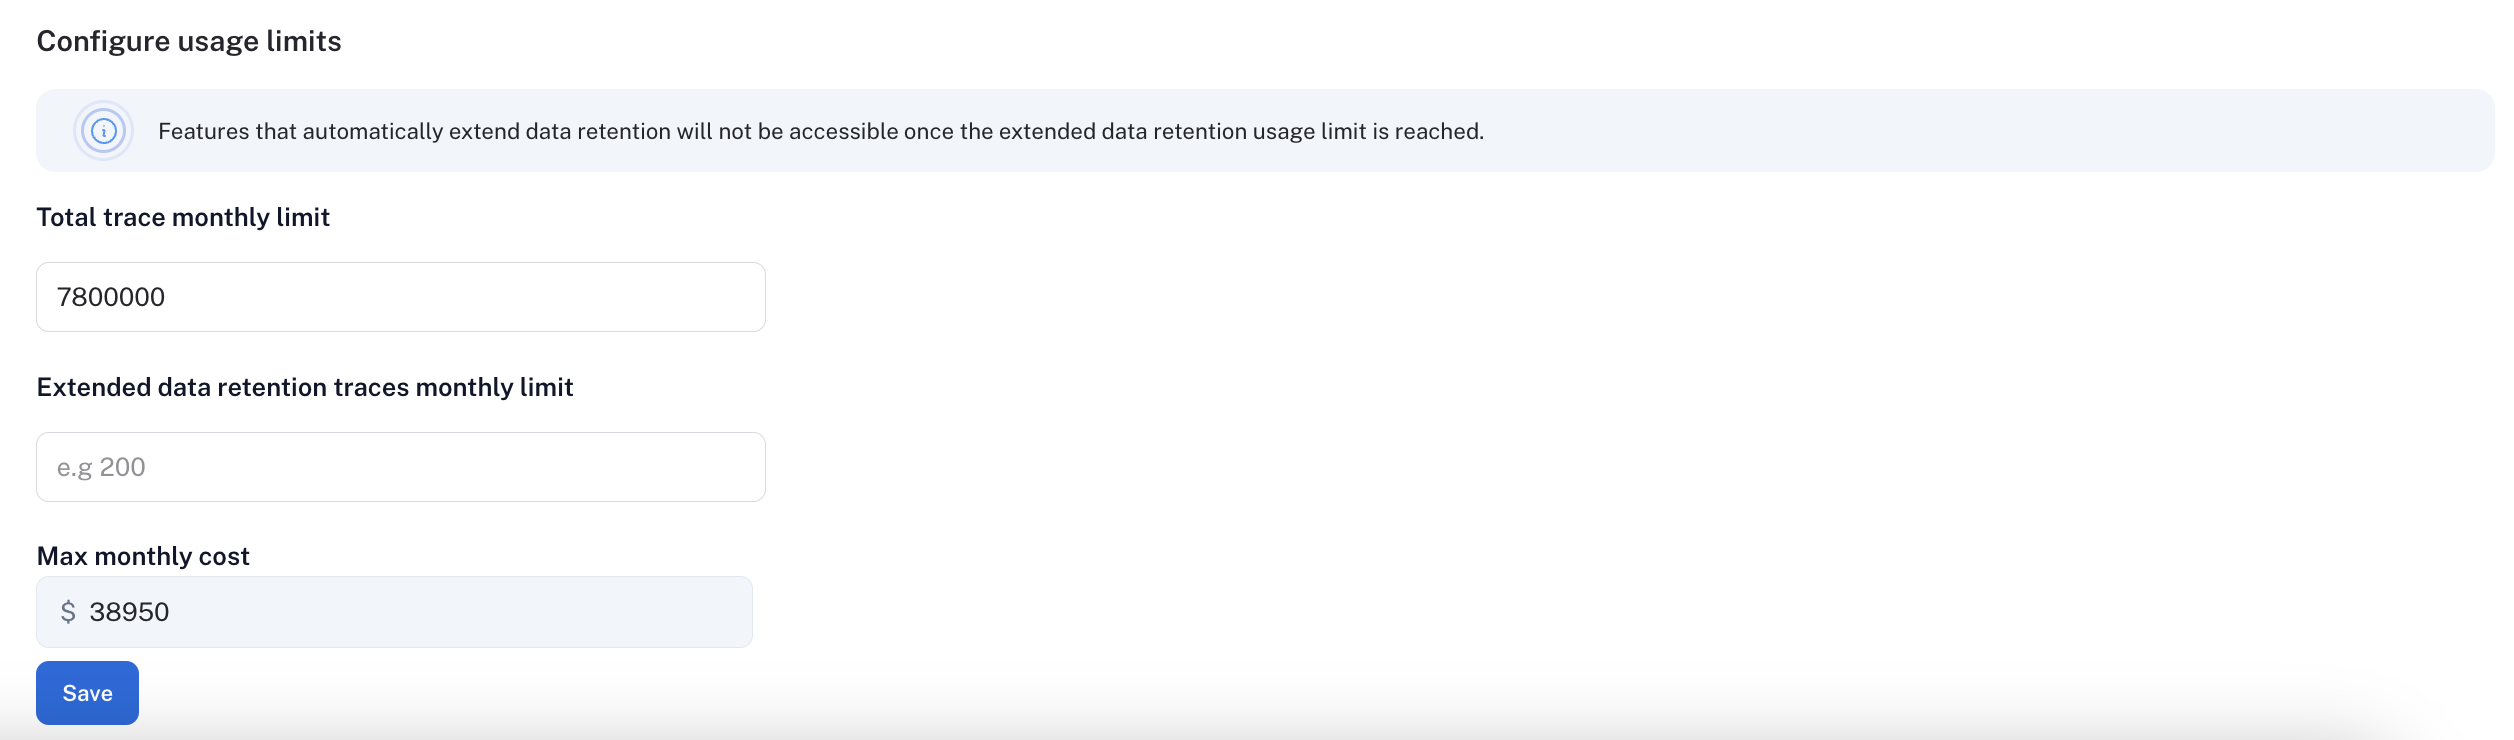 Configure usage limits
Features that automatically extend data retention will not be accessible once the extended data retention usage limit is reached.
Total trace monthly limit
7800000
Extended data retention traces monthly limit
e.g 200
Max monthly cost
$ 38950
Save